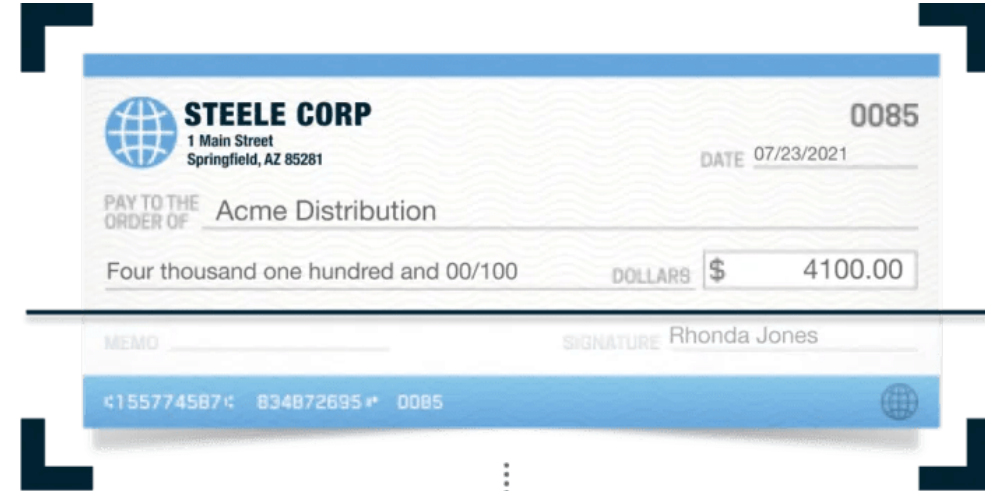 STEELE CORP
1 Main Street
Springfield, AZ 85281
0085
DATE 07/23/2021
PAY TO THE
ORDER OF Acme Distribution
Four thousand one hundred and 00/100 DOLLARS $ 4100.00
MEMO SIGNATURE Rhonda Jones
⑆155774587⑆ 834872695⑈ 0085